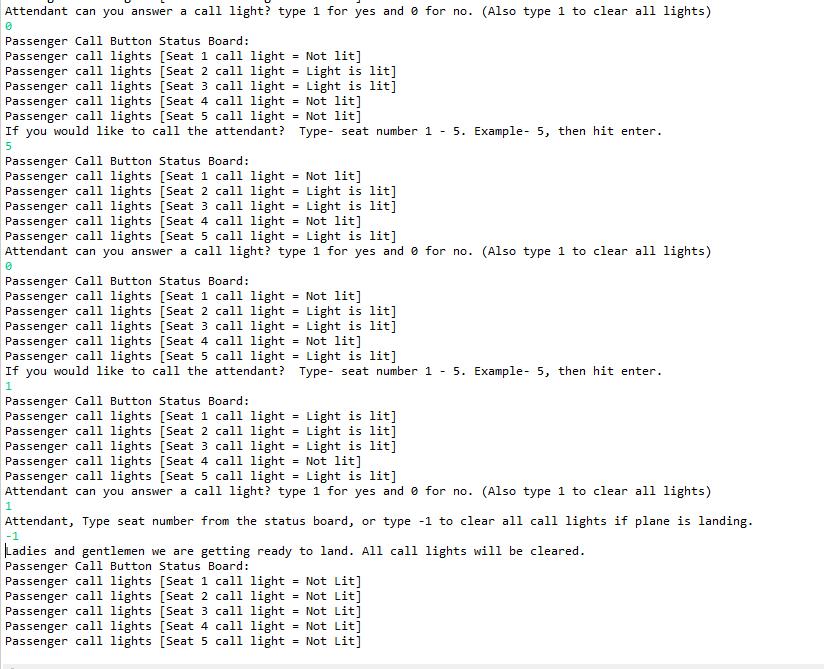 Attendant can you answer a call light? type 1 for yes and 0 for no. (Also type 1 to clear all lights)
0
Passenger Call Button Status Board:
Passenger call lights [Seat 1 call light = Not lit]
Passenger call lights [Seat 2 call light = Light is lit]
Passenger call lights [Seat 3 call light = Light is lit]
Passenger call lights [Seat 4 call light = Not lit]
Passenger call lights [Seat 5 call light = Not lit]
If you would like to call the attendant?  Type- seat number 1 - 5. Example- 5, then hit enter.
5
Passenger Call Button Status Board:
Passenger call lights [Seat 1 call light = Not lit]
Passenger call lights [Seat 2 call light = Light is lit]
Passenger call lights [Seat 3 call light = Light is lit]
Passenger call lights [Seat 4 call light = Not lit]
Passenger call lights [Seat 5 call light = Light is lit]
Attendant can you answer a call light? type 1 for yes and 0 for no. (Also type 1 to clear all lights)
0
Passenger Call Button Status Board:
Passenger call lights [Seat 1 call light = Not lit]
Passenger call lights [Seat 2 call light = Light is lit]
Passenger call lights [Seat 3 call light = Light is lit]
Passenger call lights [Seat 4 call light = Not lit]
Passenger call lights [Seat 5 call light = Light is lit]
If you would like to call the attendant?  Type- seat number 1 - 5. Example- 5, then hit enter.
1
Passenger Call Button Status Board:
Passenger call lights [Seat 1 call light = Light is lit]
Passenger call lights [Seat 2 call light = Light is lit]
Passenger call lights [Seat 3 call light = Light is lit]
Passenger call lights [Seat 4 call light = Not lit]
Passenger call lights [Seat 5 call light = Light is lit]
Attendant can you answer a call light? type 1 for yes and 0 for no. (Also type 1 to clear all lights)
1
Attendant, Type seat number from the status board, or type -1 to clear all call lights if plane is landing.
-1
Ladies and gentlemen we are getting ready to land. All call lights will be cleared.
Passenger Call Button Status Board:
Passenger call lights [Seat 1 call light = Not Lit]
Passenger call lights [Seat 2 call light = Not Lit]
Passenger call lights [Seat 3 call light = Not Lit]
Passenger call lights [Seat 4 call light = Not Lit]
Passenger call lights [Seat 5 call light = Not Lit]